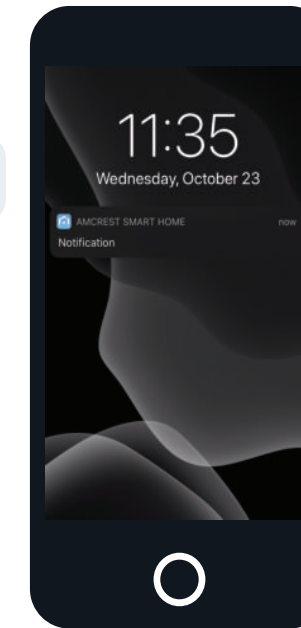 11:35
Wednesday, October 23
AMCREST SMART HOME now
Notification